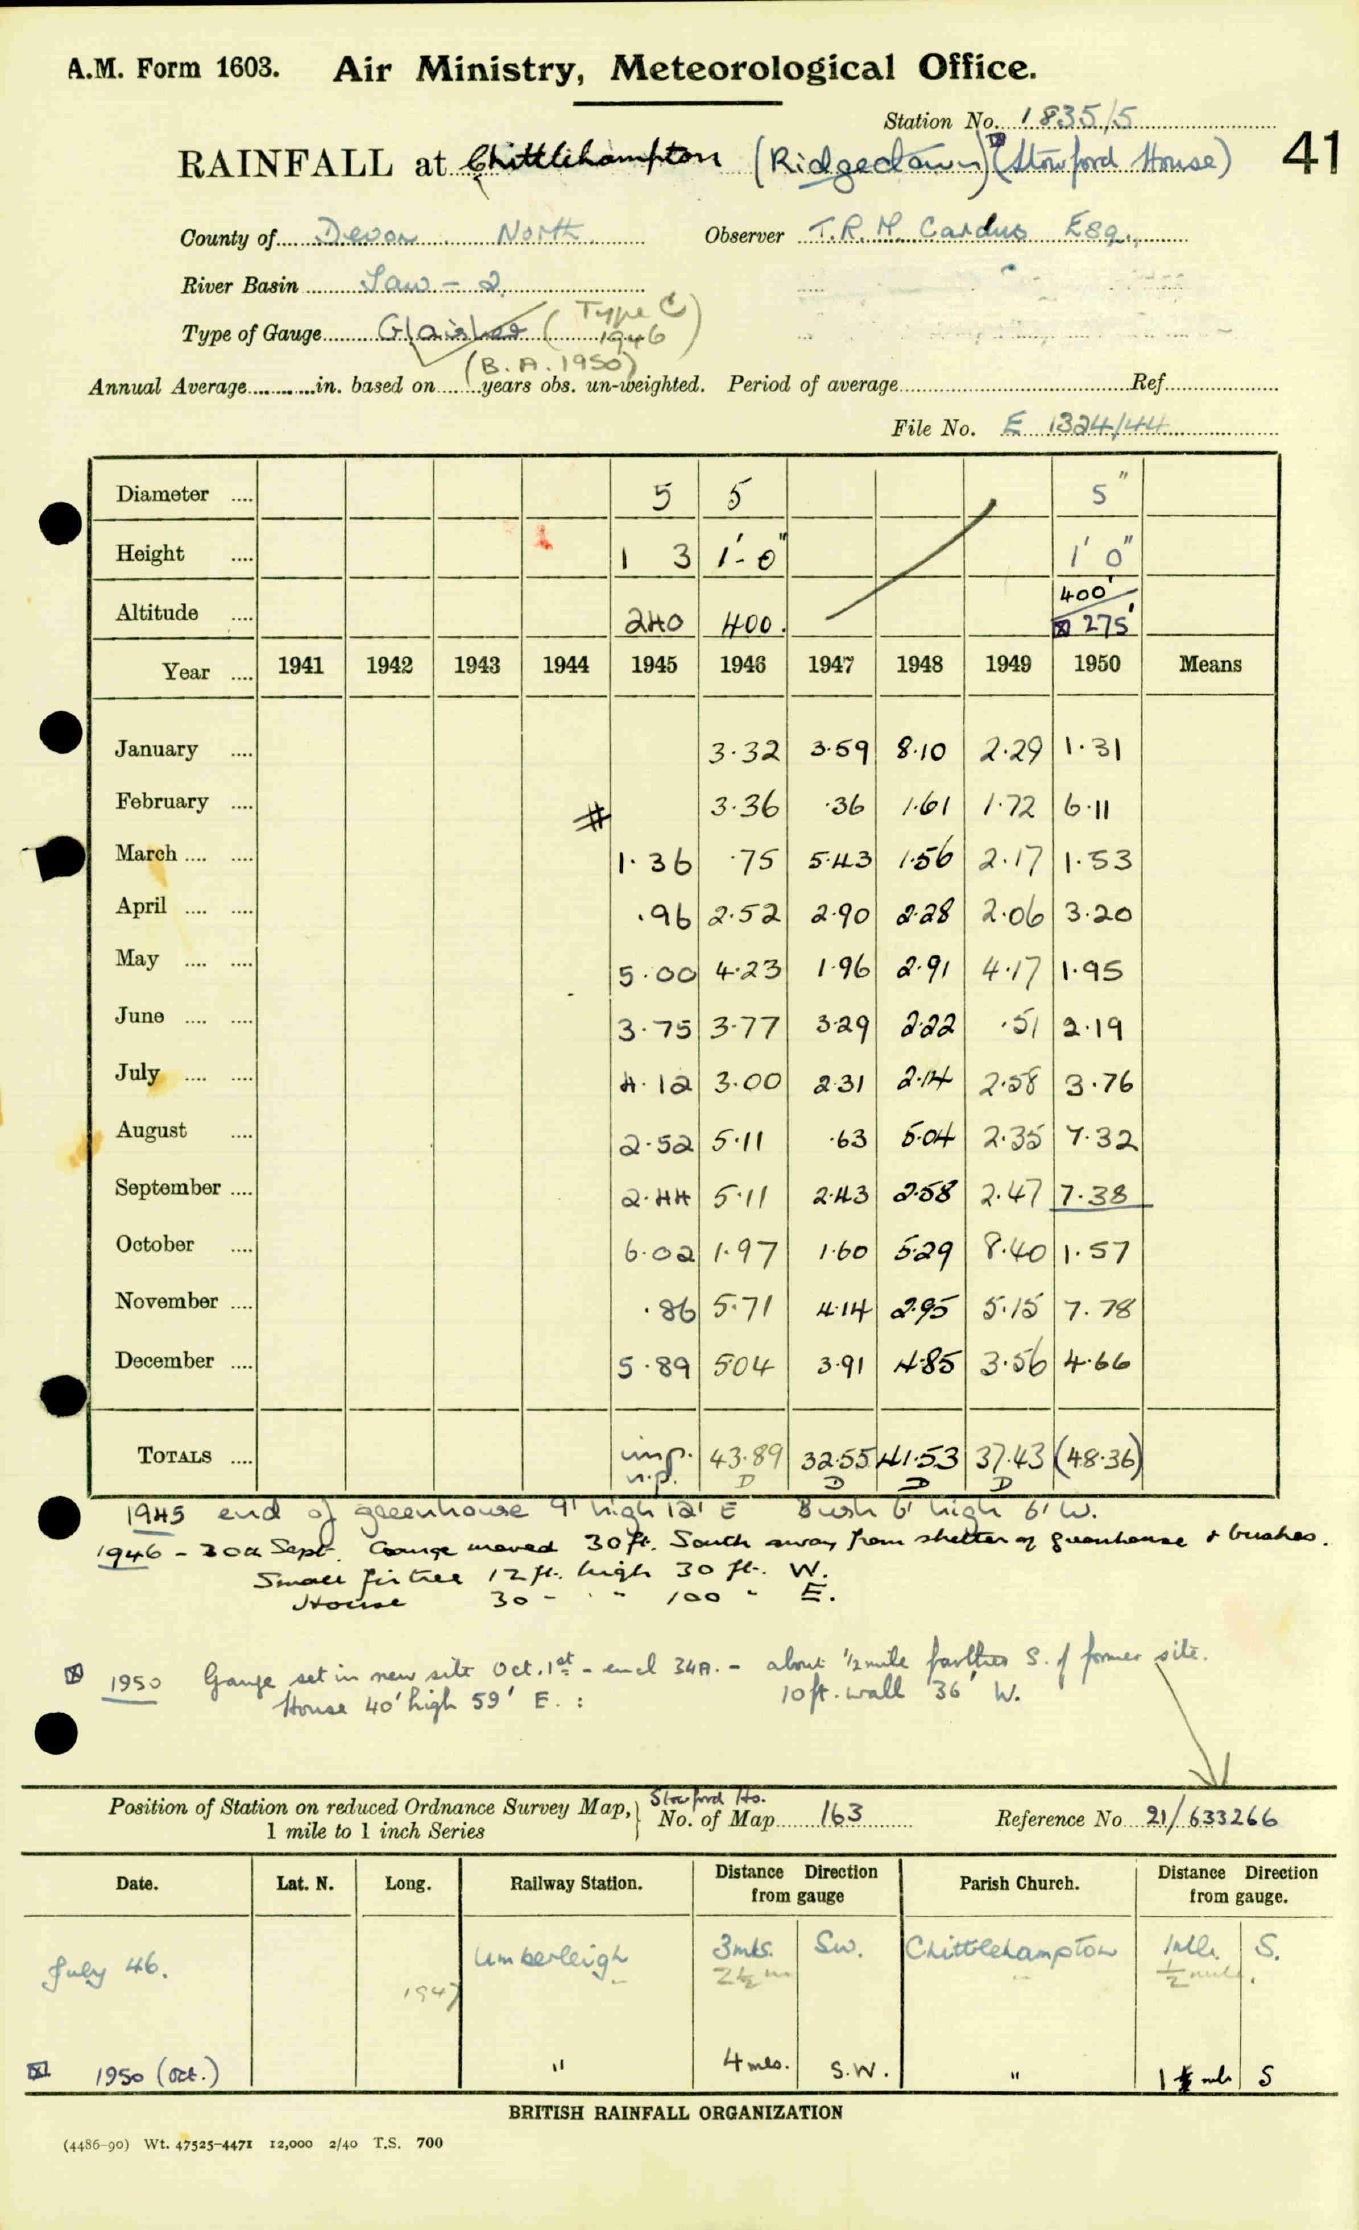 A.M. Form 1603. Air Ministry, Meteorological Office.
Station No. 1835/5
RAINFALL at Chittlehampton (Ridgedown) (Stowford House) 41
County of Devon North Observer T.R.M. Cardus Esq.
River Basin Taw - 2
Type of Gauge Glaisher (Type C 1946)
(B.A. 1950)
Annual Average in. based on years obs. un-weighted. Period of average Ref.
File No. E 1324/44
Diameter 5 5 5"
Height 1 3 1'-0" 1' 0"
Altitude 240 400. 400' 275'
Year 1941 1942 1943 1944 1945 1946 1947 1948 1949 1950 Means
January 3.32 3.59 8.10 2.29 1.31
February # 3.36 .36 1.61 1.72 6.11
March 1.36 .75 5.43 1.56 2.17 1.53
April .96 2.52 2.90 2.28 2.06 3.20
May 5.00 4.23 1.96 2.91 4.17 1.95
June 3.75 3.77 3.29 2.22 .51 2.19
July 4.12 3.00 2.31 2.14 2.58 3.76
August 2.52 5.11 .63 5.04 2.35 7.32
September 2.44 5.11 2.43 2.58 2.47 7.38
October 6.02 1.97 1.60 5.29 8.40 1.57
November .86 5.71 4.14 2.95 5.15 7.78
December 5.89 504 3.91 4.85 3.56 4.66
TOTALS imp. 43.89 32.55 41.53 37.43 (48.36)
n.p. D D D D
1945 end of greenhouse 9' high 12' E Bush 6' high 6' W.
1946 - 30th Sept. Gauge moved 30 ft. South away from shelter of greenhouse & bushes.
Small fir tree 12 ft. high 30 ft. W.
House 30 " " 100 " E.
1950 Gauge set in new site Oct. 1st - encl 34A. - about 1/2 mile farther S. of former site.
House 40' high 59' E. : 10 ft. wall 36' W.
Stowford Ho.
Position of Station on reduced Ordnance Survey Map, No. of Map 163 Reference No. 21/633266
1 mile to 1 inch Series
Date. Lat. N. Long. Railway Station. Distance Direction from gauge Parish Church. Distance Direction from gauge.
July 46. Umberleigh 3 mls. SW. Chittlehampton 1 mle. S.
1947 " 2½ m " ½ mile.
1950 (Oct.) " 4 mls. S.W. " 1 mle S
BRITISH RAINFALL ORGANIZATION
(4486-90) Wt. 47525-4471 12,000 2/40 T.S. 700